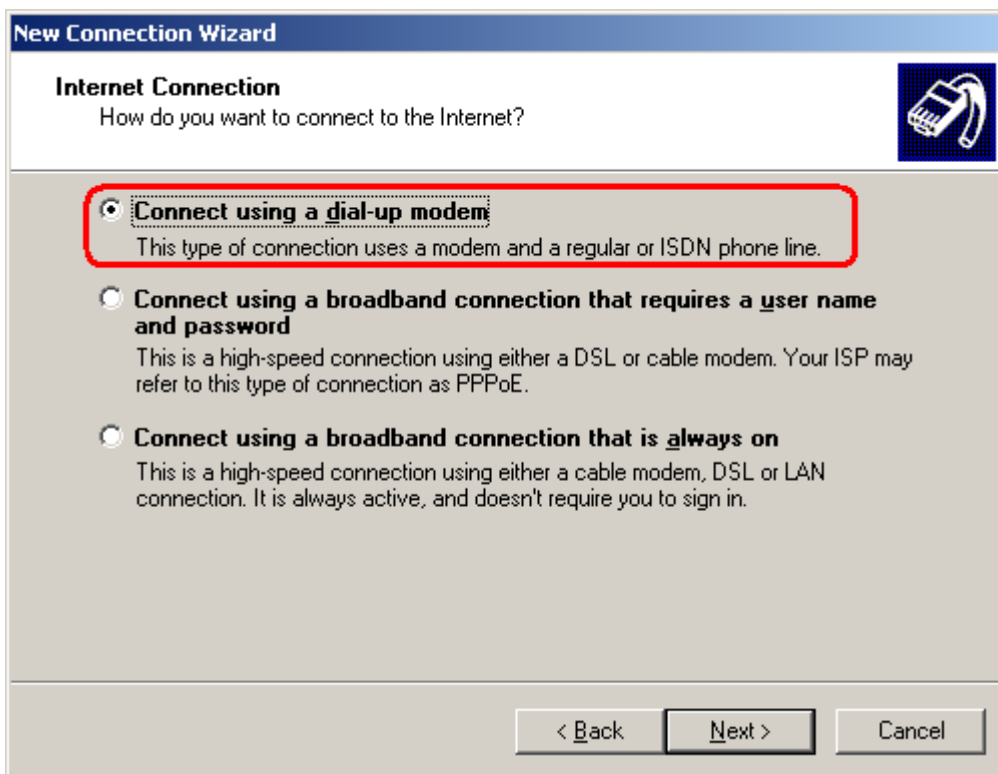 New Connection Wizard
Internet Connection
How do you want to connect to the Internet?
Connect using a dial-up modem
This type of connection uses a modem and a regular or ISDN phone line.
Connect using a broadband connection that requires a user name
and password
This is a high-speed connection using either a DSL or cable modem. Your ISP may
refer to this type of connection as PPPoE.
Connect using a broadband connection that is always on
This is a high-speed connection using either a cable modem, DSL or LAN
connection. It is always active, and doesn't require you to sign in.
< Back Next > Cancel